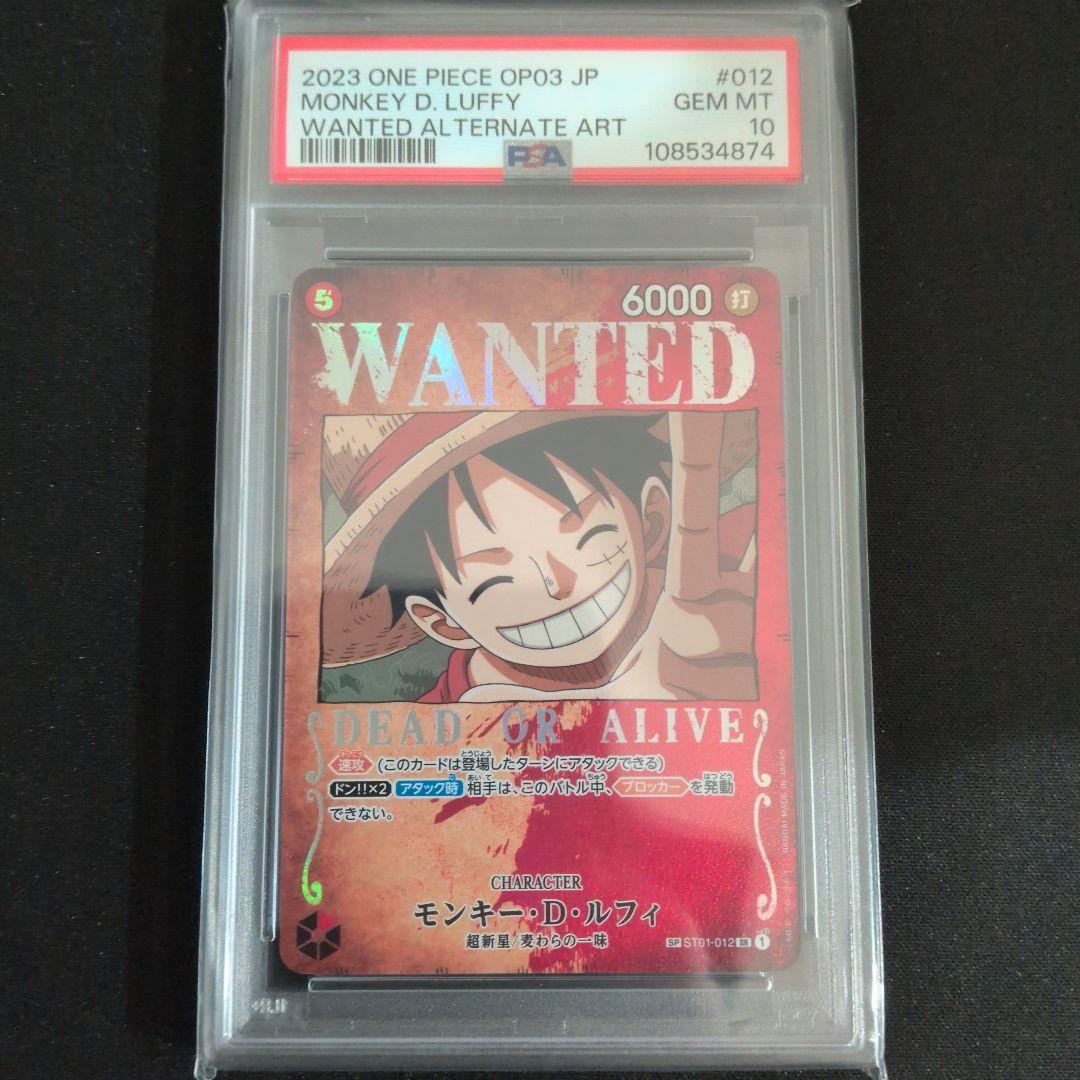 2023 ONE PIECE OP03 JP #012
MONKEY D. LUFFY GEM MT
WANTED ALTERNATE ART 10
PSA 108534874
5 6000 打
WANTED
DEAD OR ALIVE
速攻 (このカードは登場したターンにアタックできる)
ドン!!×2 アタック時 相手は、このバトル中、ブロッカーを発動
できない。
CHARACTER
モンキー・D・ルフィ
超新星/麦わらの一味
SP ST01-012 SR 1
BANDAI MADE IN JAPAN